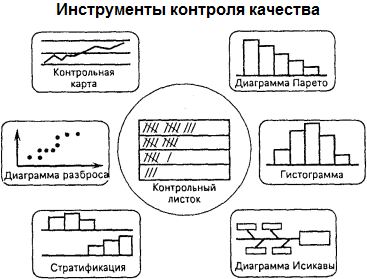 Инструменты контроля качества
Контрольная
карта
Диаграмма Парето
Диаграмма разброса
Контрольный
листок
Гистограмма
Стратификация
Диаграмма Исикавы